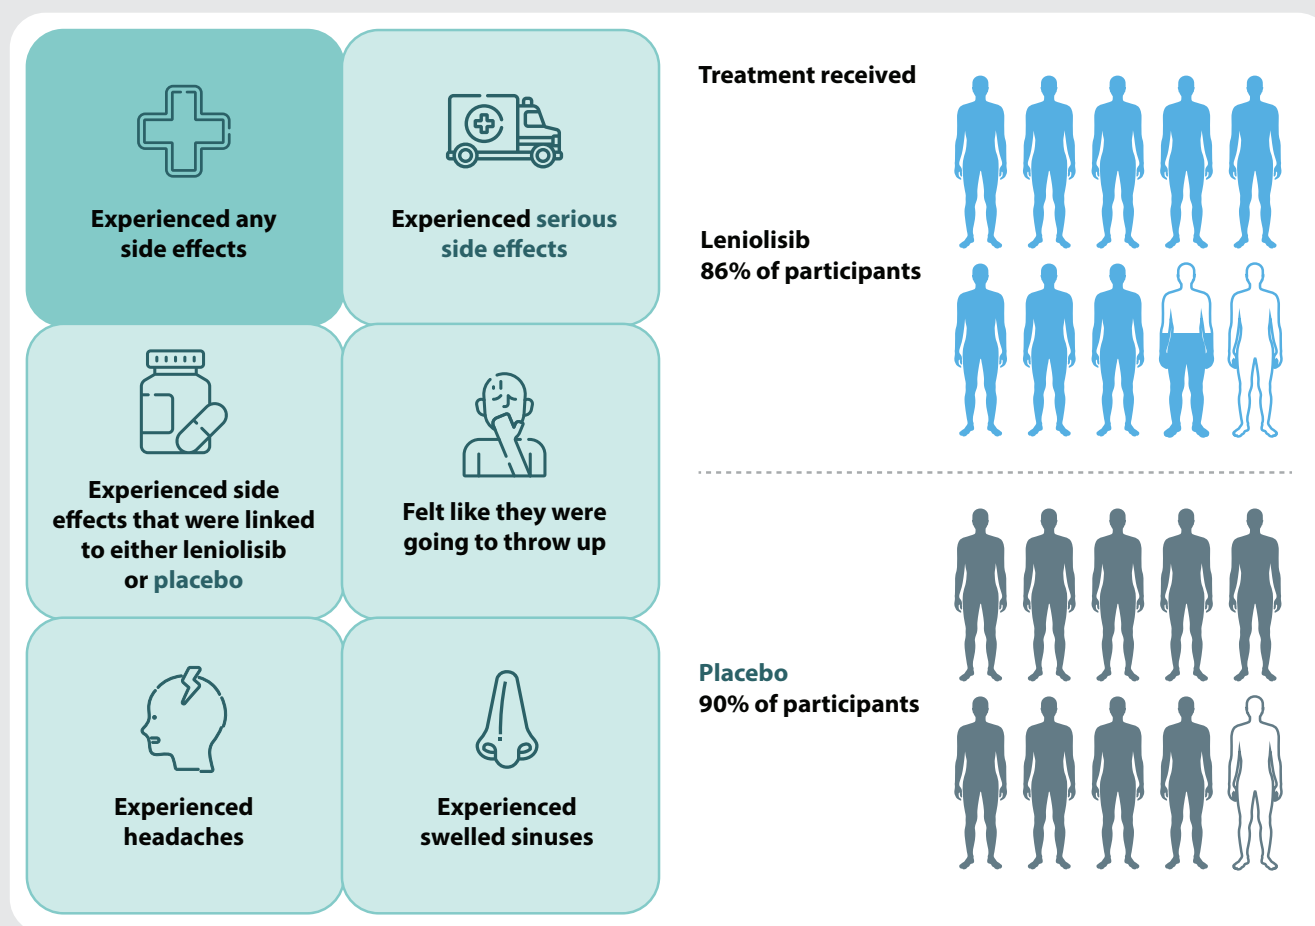 Experienced any
side effects
Experienced serious
side effects
Experienced side
effects that were linked
to either leniolisib
or placebo
Felt like they were
going to throw up
Experienced
headaches
Experienced
swelled sinuses
Treatment received
Leniolisib
86% of participants
Placebo
90% of participants